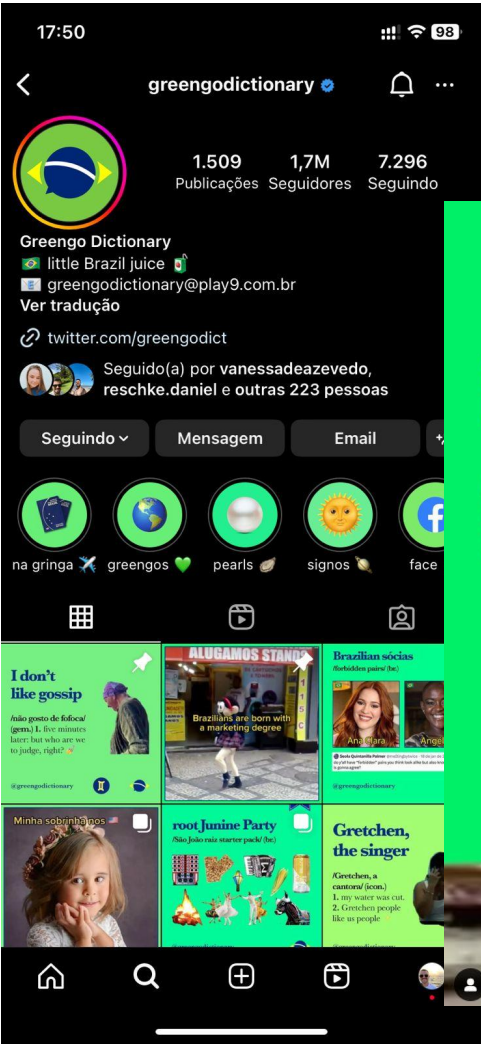 17:50
98
greengodictionary
1.509 1,7M 7.296
Publicações Seguidores Seguindo
Greengo Dictionary
little Brazil juice
greengodictionary@play9.com.br
Ver tradução
twitter.com/greengodict
Seguido(a) por vanessadeazevedo,
reschke.daniel e outras 223 pessoas
Seguindo Mensagem Email
na gringa greengos pearls signos face
I don't
like gossip
/não gosto de fofoca/
(gem.) 1. five minutes
later: but who are we
to judge, right?
@greengodictionary
ALUGAMOS STANDS
Brazilians are born with
a marketing degree
Brazilian sócias
/forbidden pairs/ (br.)
Ana Clara Angel
@greengodictionary
Minha sobrinha nos
root Junine Party
/São João raiz starter pack/ (br.)
Gretchen,
the singer
/Gretchen, a
cantora/ (icon.)
1. my water was cut.
2. Gretchen people
like us people